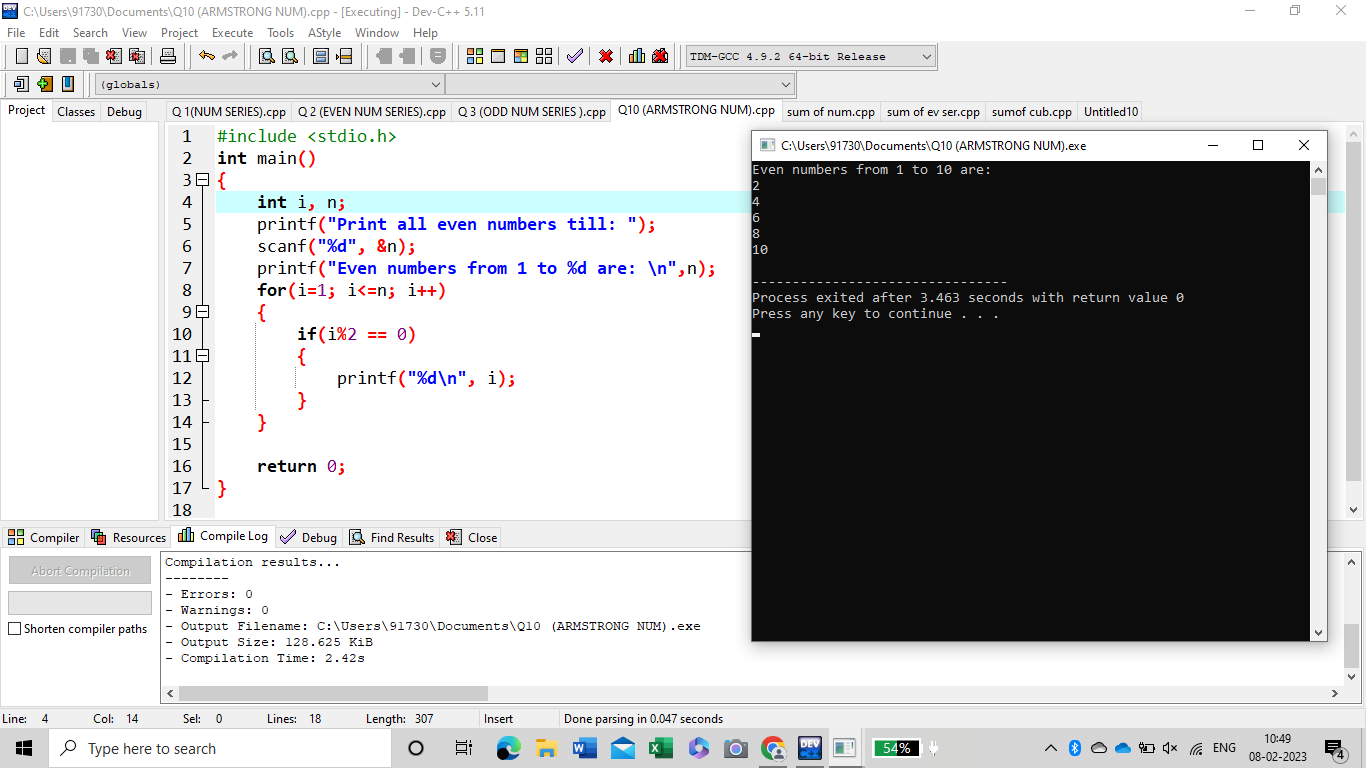 C:\Users\91730\Documents\Q10 (ARMSTRONG NUM).cpp - [Executing] - Dev-C++ 5.11
File Edit Search View Project Execute Tools AStyle Window Help
TDM-GCC 4.9.2 64-bit Release
(globals)
Project Classes Debug
Q 1(NUM SERIES).cpp Q 2 (EVEN NUM SERIES).cpp Q 3 (ODD NUM SERIES ).cpp Q10 (ARMSTRONG NUM).cpp sum of num.cpp sum of ev ser.cpp sumof cub.cpp Untitled10
1 #include <stdio.h>
2 int main()
3 {
4 int i, n;
5 printf("Print all even numbers till: ");
6 scanf("%d", &n);
7 printf("Even numbers from 1 to %d are: \n",n);
8 for(i=1; i<=n; i++)
9 {
10 if(i%2 == 0)
11 {
12 printf("%d\n", i);
13 }
14 }
15
16 return 0;
17 }
18
C:\Users\91730\Documents\Q10 (ARMSTRONG NUM).exe
Even numbers from 1 to 10 are:
2
4
6
8
10
--------------------------------
Process exited after 3.463 seconds with return value 0
Press any key to continue . . .
Compiler Resources Compile Log Debug Find Results Close
Abort Compilation
Shorten compiler paths
Compilation results...
--------
- Errors: 0
- Warnings: 0
- Output Filename: C:\Users\91730\Documents\Q10 (ARMSTRONG NUM).exe
- Output Size: 128.625 KiB
- Compilation Time: 2.42s
Line: 4 Col: 14 Sel: 0 Lines: 18 Length: 307 Insert Done parsing in 0.047 seconds
Type here to search
DEV
54%
ENG
10:49
08-02-2023
4